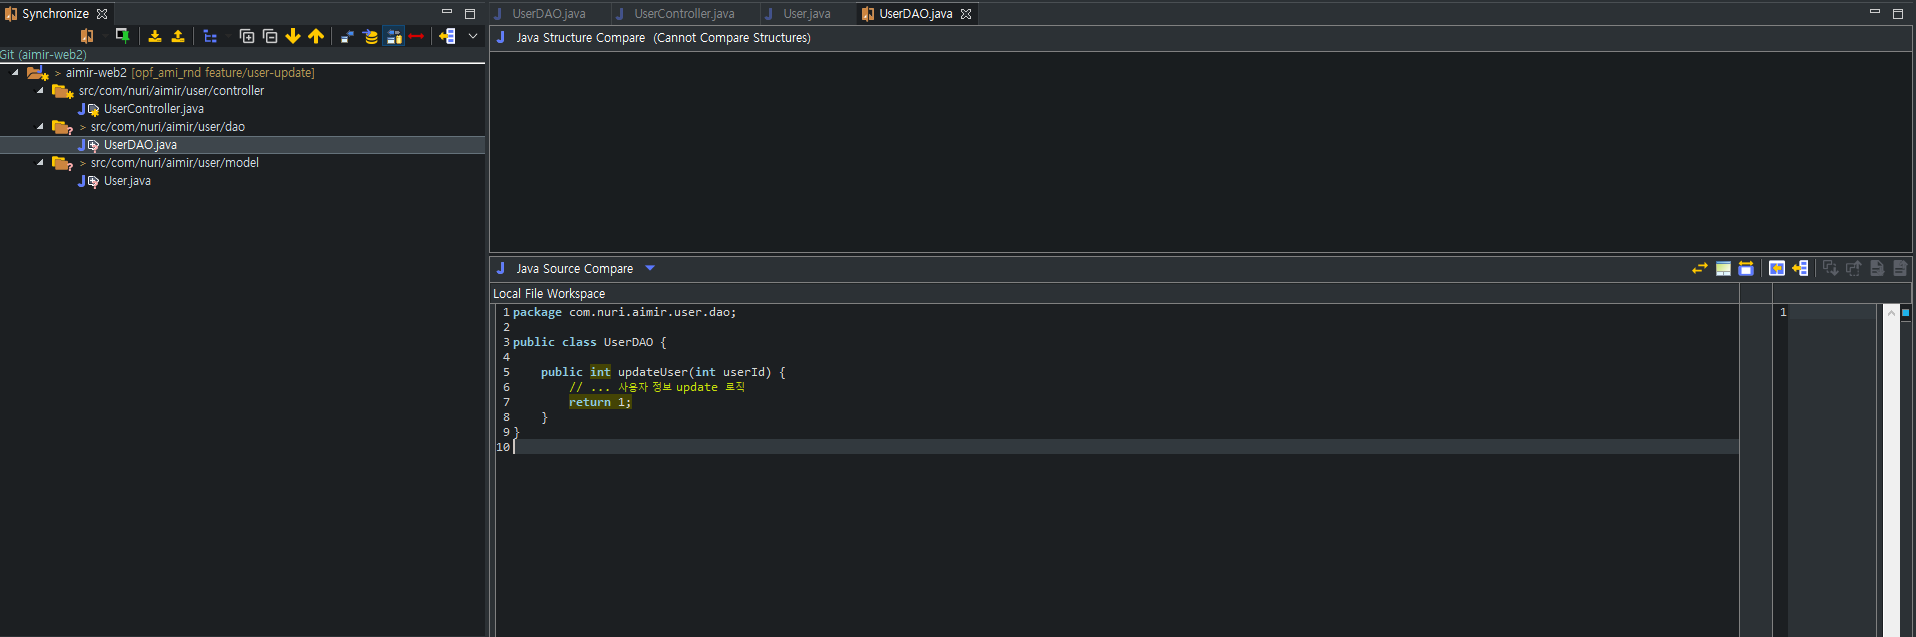 Synchronize
Git (aimir-web2)
> aimir-web2 [opf_ami_rnd feature/user-update]
src/com/nuri/aimir/user/controller
UserController.java
> src/com/nuri/aimir/user/dao
UserDAO.java
> src/com/nuri/aimir/user/model
User.java
UserDAO.java UserController.java User.java UserDAO.java
Java Structure Compare (Cannot Compare Structures)
Java Source Compare
Local File Workspace
1 package com.nuri.aimir.user.dao;
2
3 public class UserDAO {
4
5 public int updateUser(int userId) {
6 // ... 사용자 정보 update 로직
7 return 1;
8 }
9 }
10
1